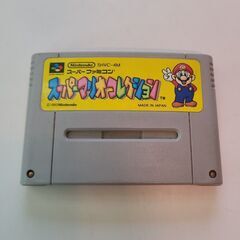 Nintendo SHVC-4M
スーパーファミコン
スーパーマリオコレクション
TM
© 1993 Nintendo
MADE IN JAPAN